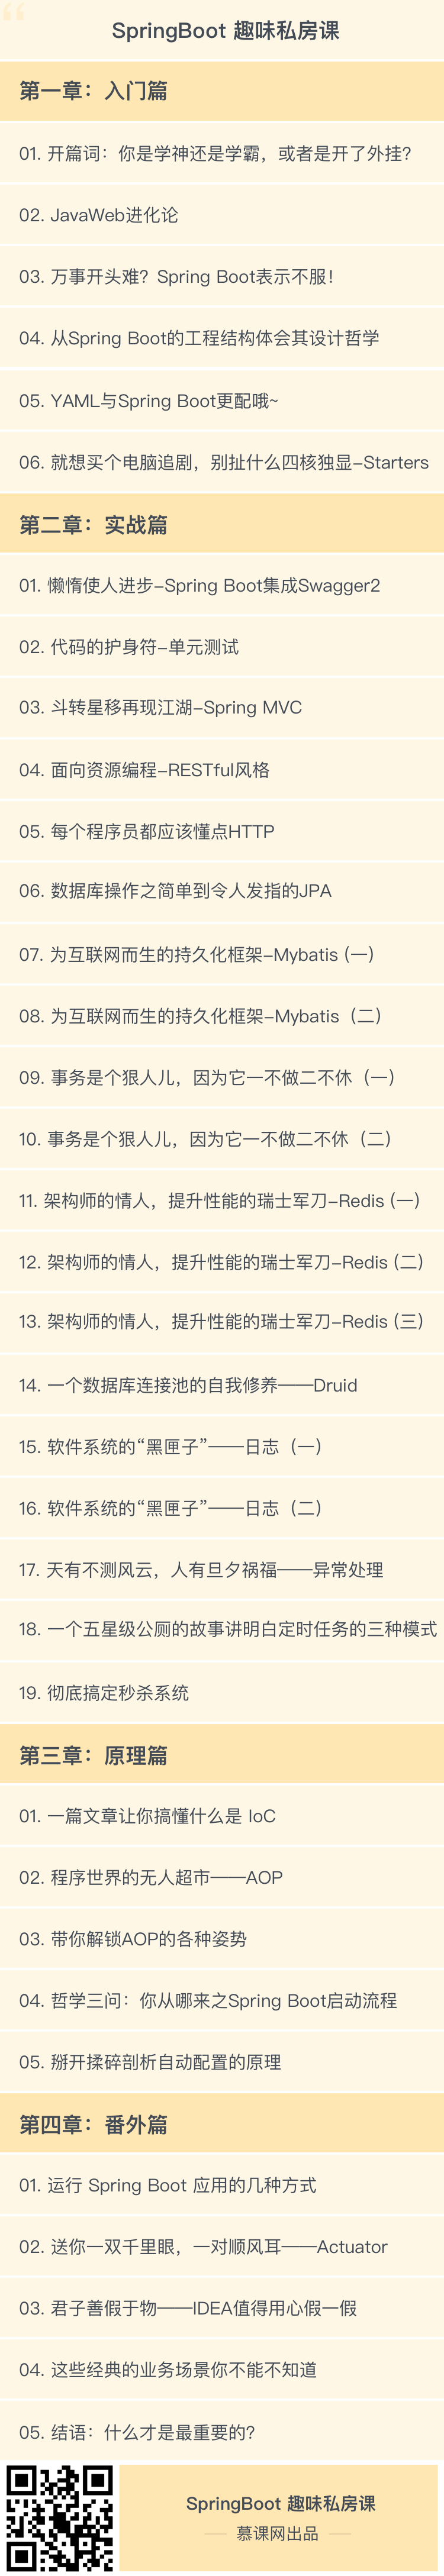 SpringBoot 趣味私房课
第一章：入门篇
01. 开篇词：你是学神还是学霸，或者是开了外挂？
02. JavaWeb进化论
03. 万事开头难？Spring Boot表示不服！
04. 从Spring Boot的工程结构体会其设计哲学
05. YAML与Spring Boot更配哦~
06. 就想买个电脑追剧，别扯什么四核独显–Starters
第二章：实战篇
01. 懒惰使人进步–Spring Boot集成Swagger2
02. 代码的护身符–单元测试
03. 斗转星移再现江湖–Spring MVC
04. 面向资源编程–RESTful风格
05. 每个程序员都应该懂点HTTP
06. 数据库操作之简单到令人发指的JPA
07. 为互联网而生的持久化框架–Mybatis (一)
08. 为互联网而生的持久化框架–Mybatis（二）
09. 事务是个狠人儿，因为它一不做二不休（一）
10. 事务是个狠人儿，因为它一不做二不休（二）
11. 架构师的情人，提升性能的瑞士军刀–Redis (一)
12. 架构师的情人，提升性能的瑞士军刀–Redis (二)
13. 架构师的情人，提升性能的瑞士军刀–Redis (三)
14. 一个数据库连接池的自我修养——Druid
15. 软件系统的“黑匣子”——日志（一）
16. 软件系统的“黑匣子”——日志（二）
17. 天有不测风云，人有旦夕祸福——异常处理
18. 一个五星级公厕的故事讲明白定时任务的三种模式
19. 彻底搞定秒杀系统
第三章：原理篇
01. 一篇文章让你搞懂什么是 IoC
02. 程序世界的无人超市——AOP
03. 带你解锁AOP的各种姿势
04. 哲学三问：你从哪来之Spring Boot启动流程
05. 掰开揉碎剖析自动配置的原理
第四章：番外篇
01. 运行 Spring Boot 应用的几种方式
02. 送你一双千里眼，一对顺风耳——Actuator
03. 君子善假于物——IDEA值得用心假一假
04. 这些经典的业务场景你不能不知道
05. 结语：什么才是最重要的？
SpringBoot 趣味私房课
慕课网出品